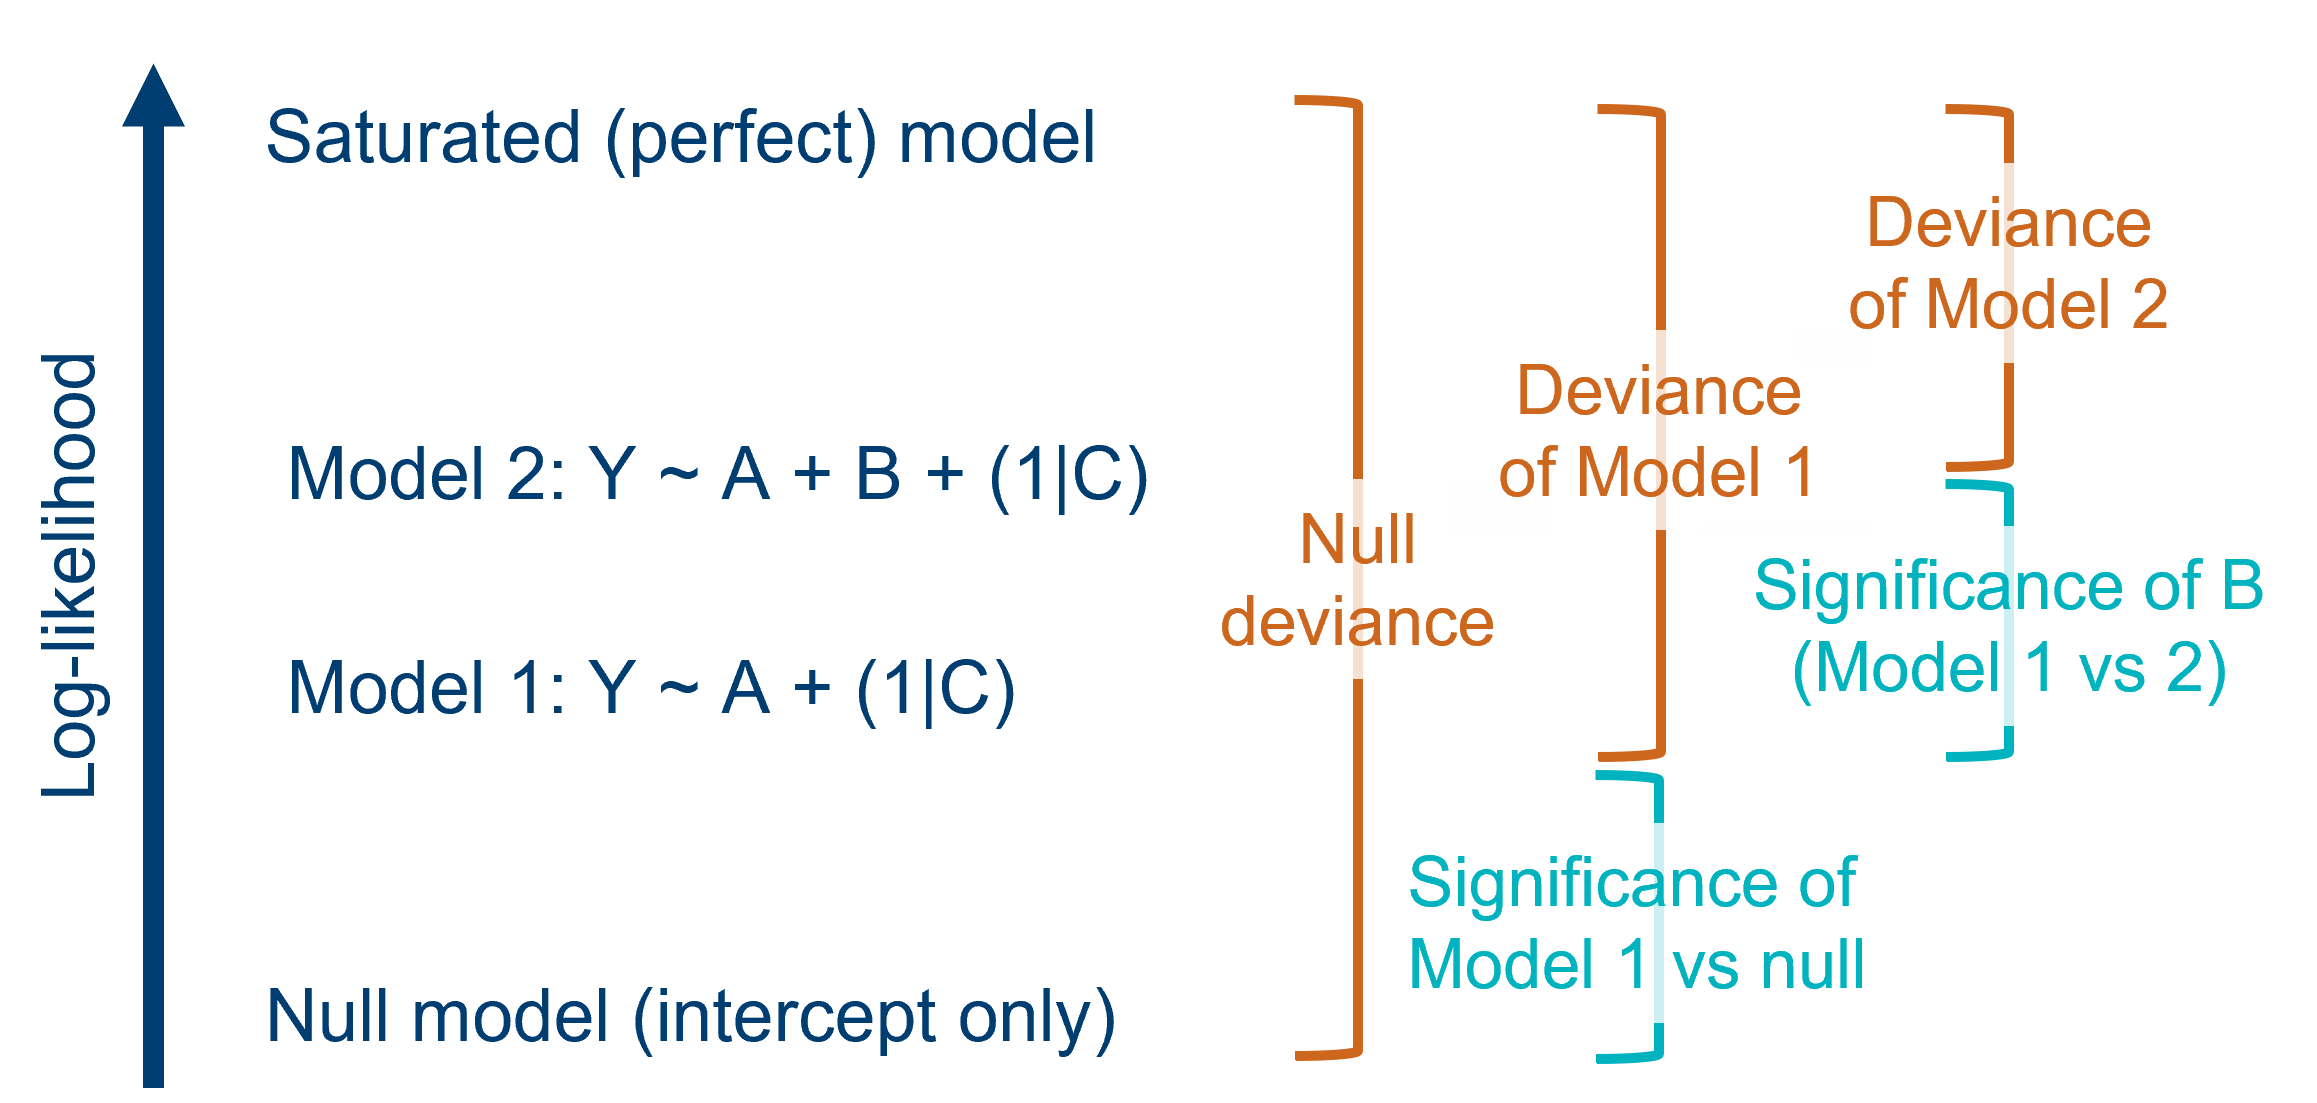 Log-likelihood
Saturated (perfect) model
Model 2: Y ~ A + B + (1|C)
Model 1: Y ~ A + (1|C)
Null model (intercept only)
Null
deviance
Deviance
of Model 1
Significance of
Model 1 vs null
Deviance
of Model 2
Significance of B
(Model 1 vs 2)